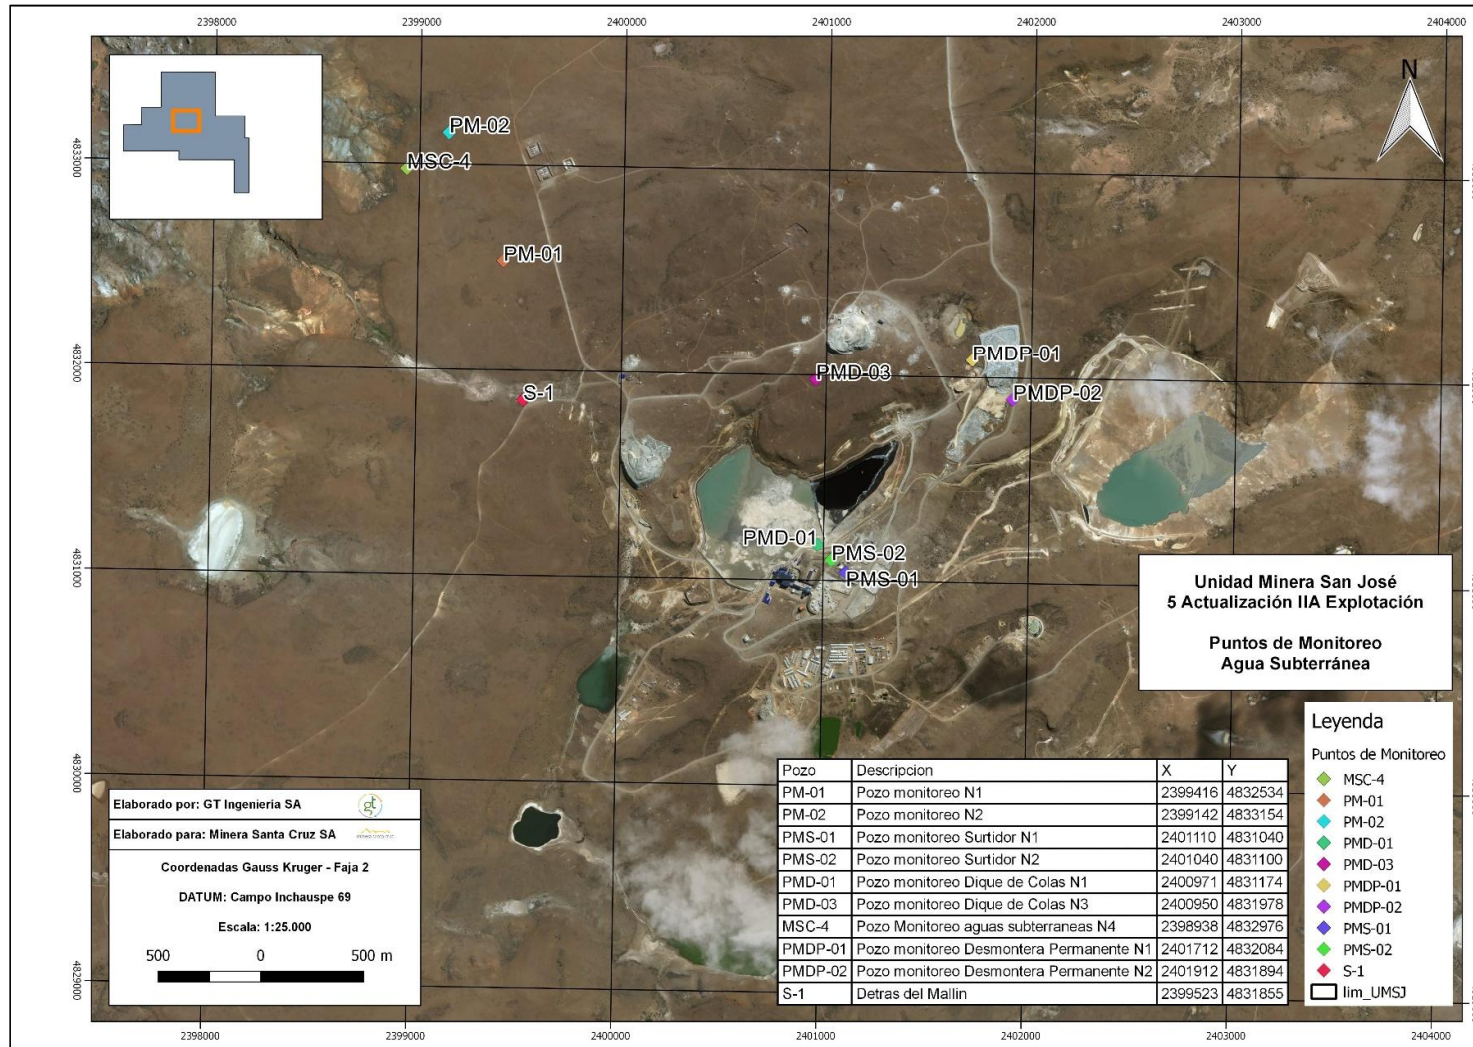 2398000 2399000 2400000 2401000 2402000 2403000 2404000
N
PM-02
MSC-4
4833000
PM-01
4832000
PMDP-01
PMD-03
S-1
PMDP-02
PMD-01
PMS-02
PMS-01
4831000
Unidad Minera San José
5 Actualización IIA Explotación
Puntos de Monitoreo
Agua Subterránea
4830000
4829000
Leyenda
Puntos de Monitoreo
MSC-4
PM-01
PM-02
PMD-01
PMD-03
PMDP-01
PMDP-02
PMS-01
PMS-02
S-1
lim_UMSJ
Pozo Descripcion X Y
PM-01 Pozo monitoreo N1 2399416 4832534
PM-02 Pozo monitoreo N2 2399142 4833154
PMS-01 Pozo monitoreo Surtidor N1 2401110 4831040
PMS-02 Pozo monitoreo Surtidor N2 2401040 4831100
PMD-01 Pozo monitoreo Dique de Colas N1 2400971 4831174
PMD-03 Pozo monitoreo Dique de Colas N3 2400950 4831978
MSC-4 Pozo Monitoreo aguas subterraneas N4 2398938 4832976
PMDP-01 Pozo monitoreo Desmontera Permanente N1 2401712 4832084
PMDP-02 Pozo monitoreo Desmontera Permanente N2 2401912 4831894
S-1 Detras del Mallin 2399523 4831855
Elaborado por: GT Ingeniería SA
gt
Elaborado para: Minera Santa Cruz SA
Coordenadas Gauss Kruger - Faja 2
DATUM: Campo Inchauspe 69
Escala: 1:25.000
500 0 500 m
2398000 2399000 2400000 2401000 2402000 2403000 2404000